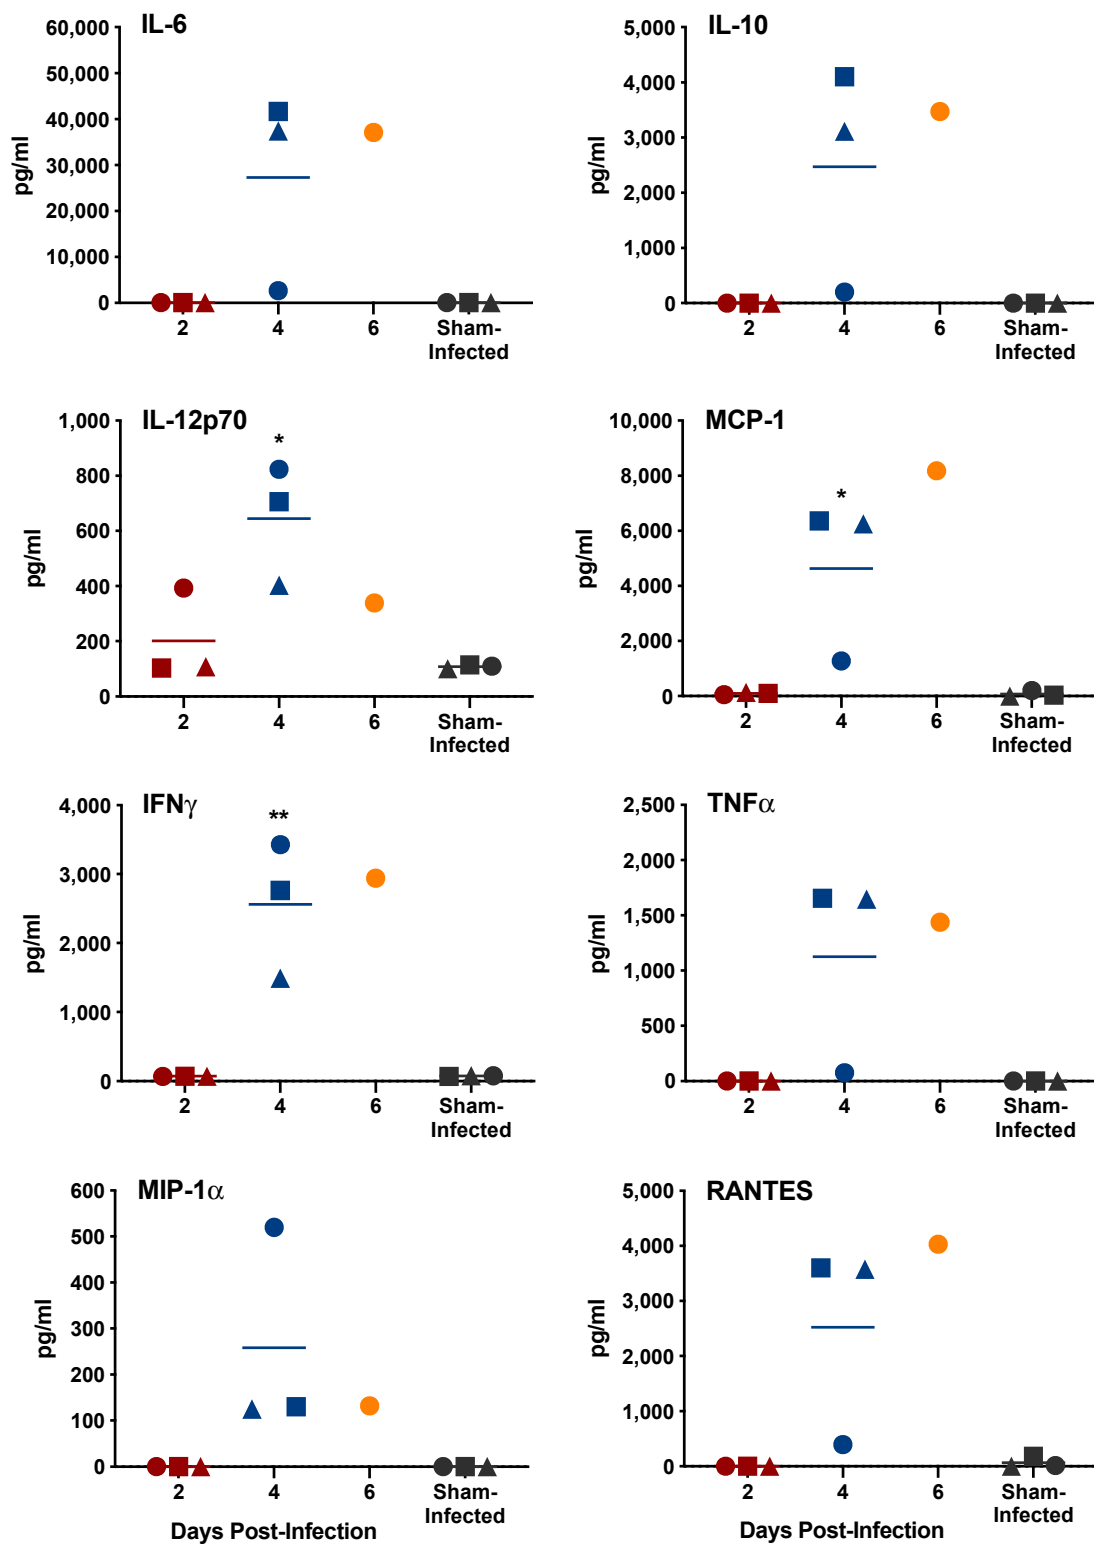 IL-6
60,000
50,000
40,000
30,000
20,000
10,000
0
pg/ml
2
4
6
Sham-
Infected
IL-10
5,000
4,000
3,000
2,000
1,000
0
pg/ml
2
4
6
Sham-
Infected
IL-12p70
1,000
800
600
400
200
0
pg/ml
*
2
4
6
Sham-
Infected
MCP-1
10,000
8,000
6,000
4,000
2,000
0
pg/ml
*
2
4
6
Sham-
Infected
IFNγ
4,000
3,000
2,000
1,000
0
pg/ml
**
2
4
6
Sham-
Infected
TNFα
2,500
2,000
1,500
1,000
500
0
pg/ml
2
4
6
Sham-
Infected
MIP-1α
600
500
400
300
200
100
0
pg/ml
2
4
6
Sham-
Infected
Days Post-Infection
RANTES
5,000
4,000
3,000
2,000
1,000
0
pg/ml
2
4
6
Sham-
Infected
Days Post-Infection